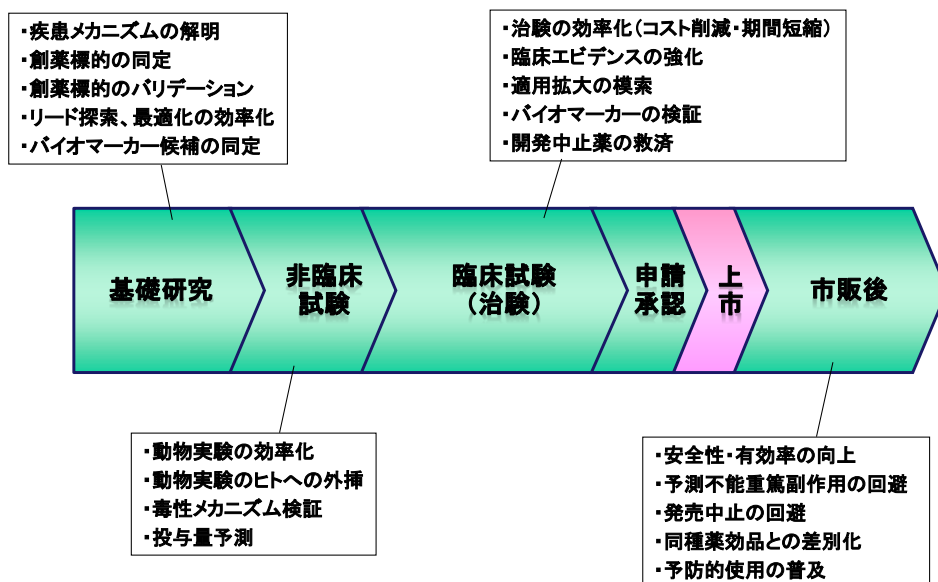 ・疾患メカニズムの解明
・創薬標的の同定
・創薬標的のバリデーション
・リード探索、最適化の効率化
・バイオマーカー候補の同定
・治験の効率化(コスト削減・期間短縮)
・臨床エビデンスの強化
・適用拡大の模索
・バイオマーカーの検証
・開発中止薬の救済
基礎研究
非臨床
試験
臨床試験
(治験)
申請
承認
上
市
市販後
・動物実験の効率化
・動物実験のヒトへの外挿
・毒性メカニズム検証
・投与量予測
・安全性・有効率の向上
・予測不能重篤副作用の回避
・発売中止の回避
・同種薬効品との差別化
・予防的使用の普及